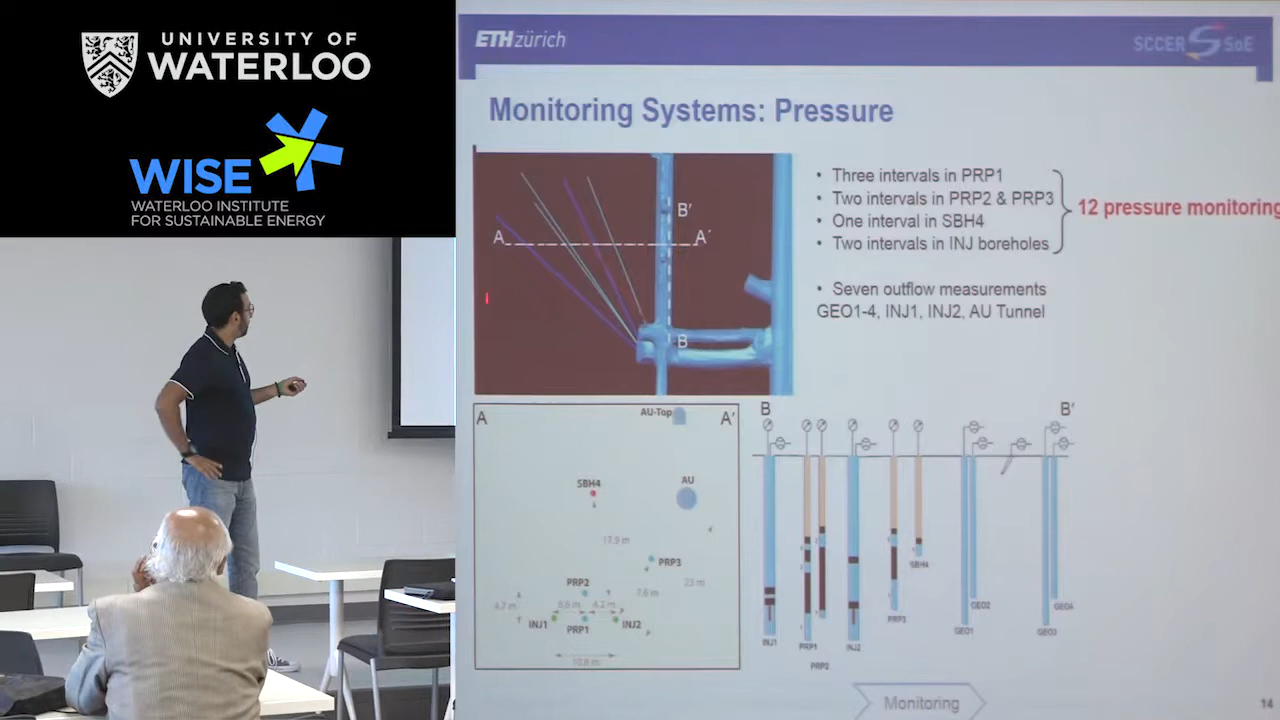 UNIVERSITY OF
WATERLOO
WISE
WATERLOO INSTITUTE
FOR SUSTAINABLE ENERGY
ETH zürich
SCCER SoE
Monitoring Systems: Pressure
• Three intervals in PRP1
• Two intervals in PRP2 & PRP3
• One interval in SBH4
• Two intervals in INJ boreholes
12 pressure monitoring
• Seven outflow measurements
GEO1-4, INJ1, INJ2, AU Tunnel
A
A′
B′
B
A
AU-Top
A′
SBH4
AU
17,9 m
PRP3
PRP2
7,6 m
23 m
4,7 m
6,6 m
4,2 m
INJ1
PRP1
INJ2
10,8 m
B
B′
INJ1
PRP1
PRP2
INJ2
PRP3
SBH4
GEO1
GEO2
GEO3
GEO4
Monitoring
14